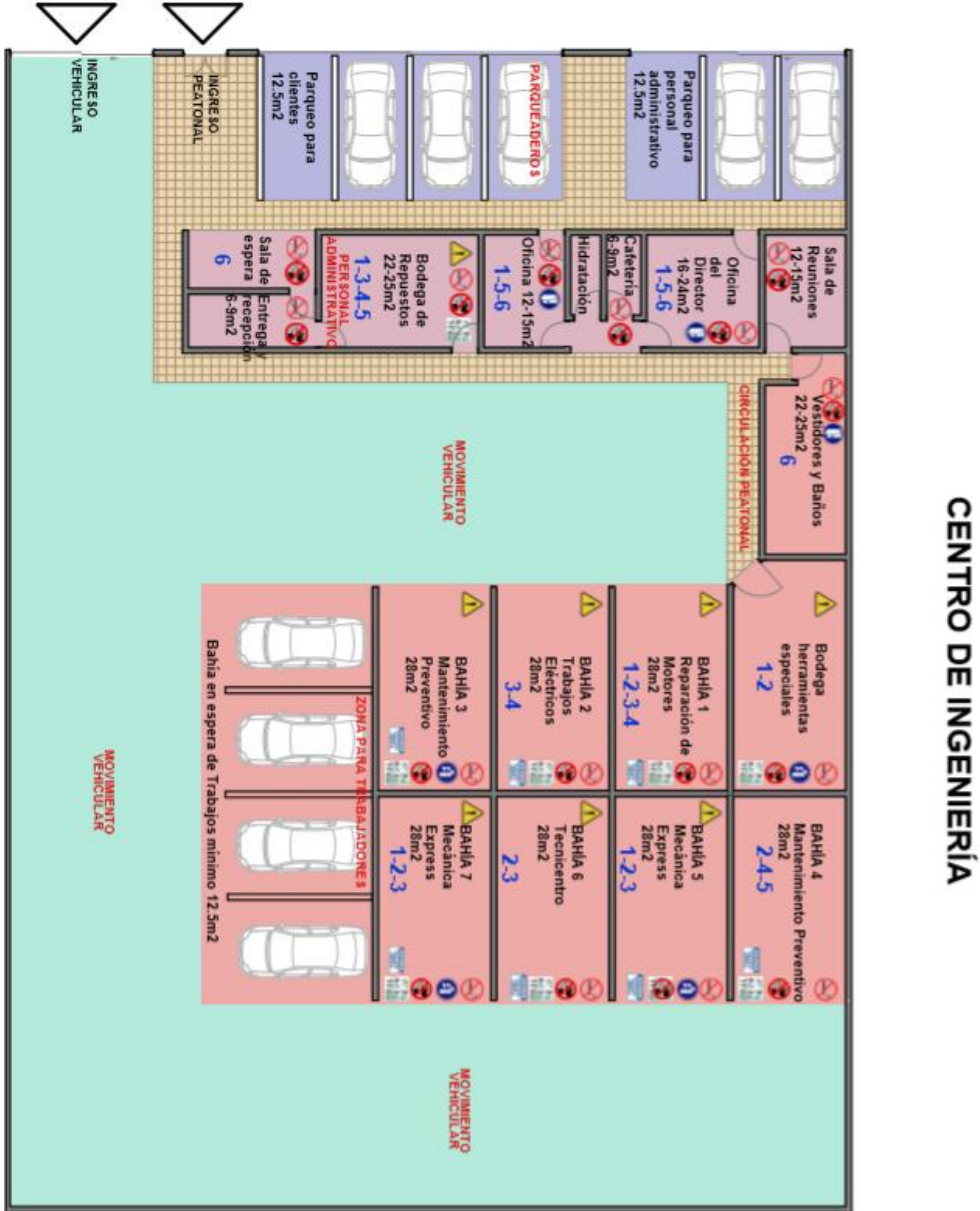 CENTRO DE INGENIERÍA
INGRESO
VEHICULAR
INGRESO
PEATONAL
Parqueo para
clientes
12.5m2
PARQUEADEROS
Parqueo para
personal
administrativo
12.5m2
Sala de
espera
6
Entrega y
recepción
6-9m2
PERSONAL
ADMINISTRATIVO
Bodega de
Repuestos
22-25m2
1-3-4-5
Oficina 12-15m2
1-5-6
Hidratación
Cafetería
6-9m2
Oficina
del
Director
16-24m2
1-5-6
Sala de
Reuniones
12-15m2
Vestidores y Baños
22-25m2
6
CIRCULACIÓN PEATONAL
MOVIMIENTO
VEHICULAR
Bodega
herramientas
especiales
1-2
BAHÍA 1
Reparación de
Motores
28m2
1-2-3-4
BAHÍA 2
Trabajos
Eléctricos
28m2
3-4
BAHÍA 3
Mantenimiento
Preventivo
28m2
BAHÍA 4
Mantenimiento Preventivo
28m2
2-4-5
BAHÍA 5
Mecánica
Express
28m2
1-2-3
BAHÍA 6
Tecnicentro
28m2
2-3
BAHÍA 7
Mecánica
Express
28m2
1-2-3
ZONA PARA TRABAJADORES
Bahía en espera de Trabajos mínimo 12.5m2
MOVIMIENTO
VEHICULAR
MOVIMIENTO
VEHICULAR